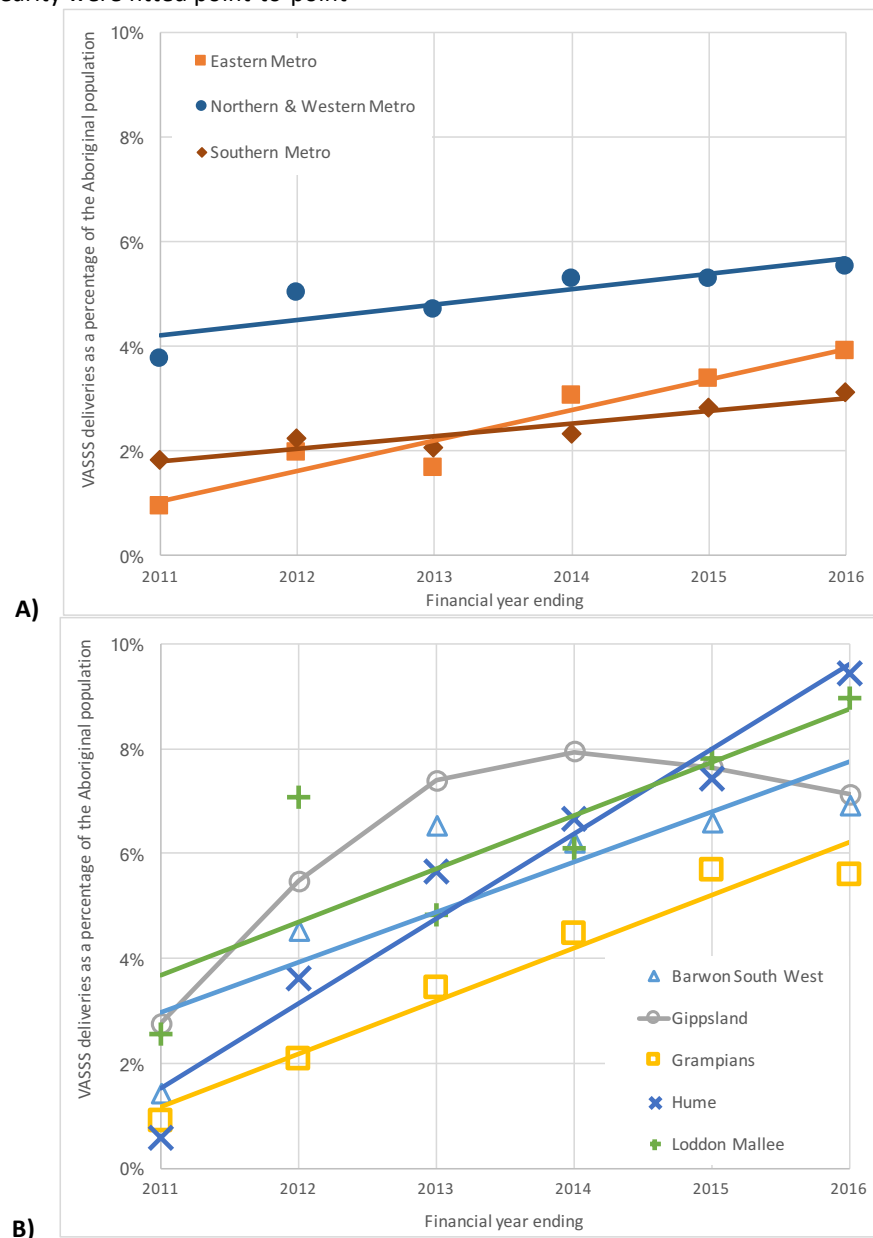 earity were fitted point-to-point
VASSS deliveries as a percentage of the Aboriginal population
10%
8%
6%
4%
2%
0%
Eastern Metro
Northern & Western Metro
Southern Metro
2011 2012 2013 2014 2015 2016
Financial year ending
A)
VASSS deliveries as a percentage of the Aboriginal population
10%
8%
6%
4%
2%
0%
Barwon South West
Gippsland
Grampians
Hume
Loddon Mallee
2011 2012 2013 2014 2015 2016
Financial year ending
B)